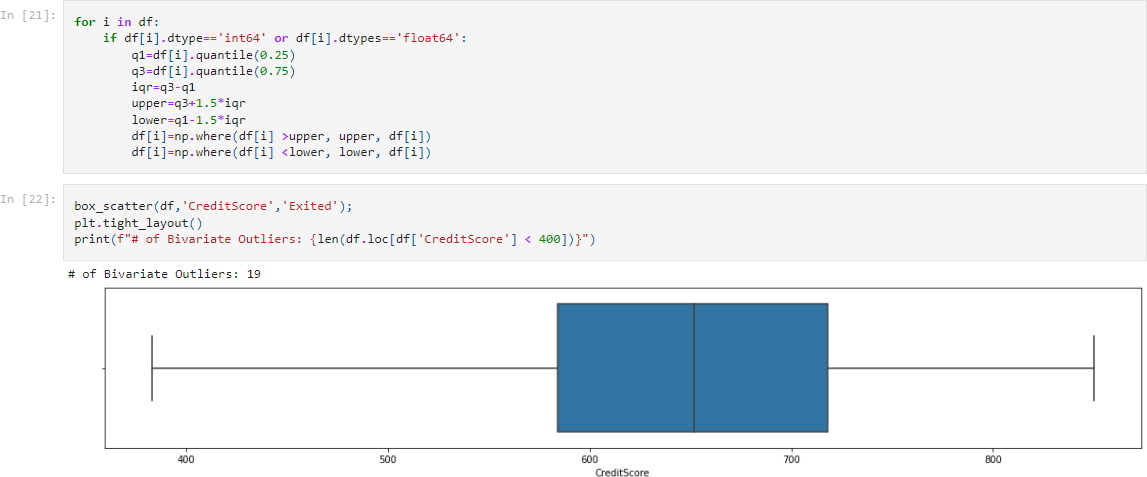 In [21]:
for i in df:
    if df[i].dtype=='int64' or df[i].dtypes=='float64':
        q1=df[i].quantile(0.25)
        q3=df[i].quantile(0.75)
        iqr=q3-q1
        upper=q3+1.5*iqr
        lower=q1-1.5*iqr
        df[i]=np.where(df[i] >upper, upper, df[i])
        df[i]=np.where(df[i] <lower, lower, df[i])
In [22]:
box_scatter(df,'CreditScore','Exited');
plt.tight_layout()
print(f"# of Bivariate Outliers: {len(df.loc[df['CreditScore'] < 400])}")
# of Bivariate Outliers: 19
400 500 600 700 800
CreditScore